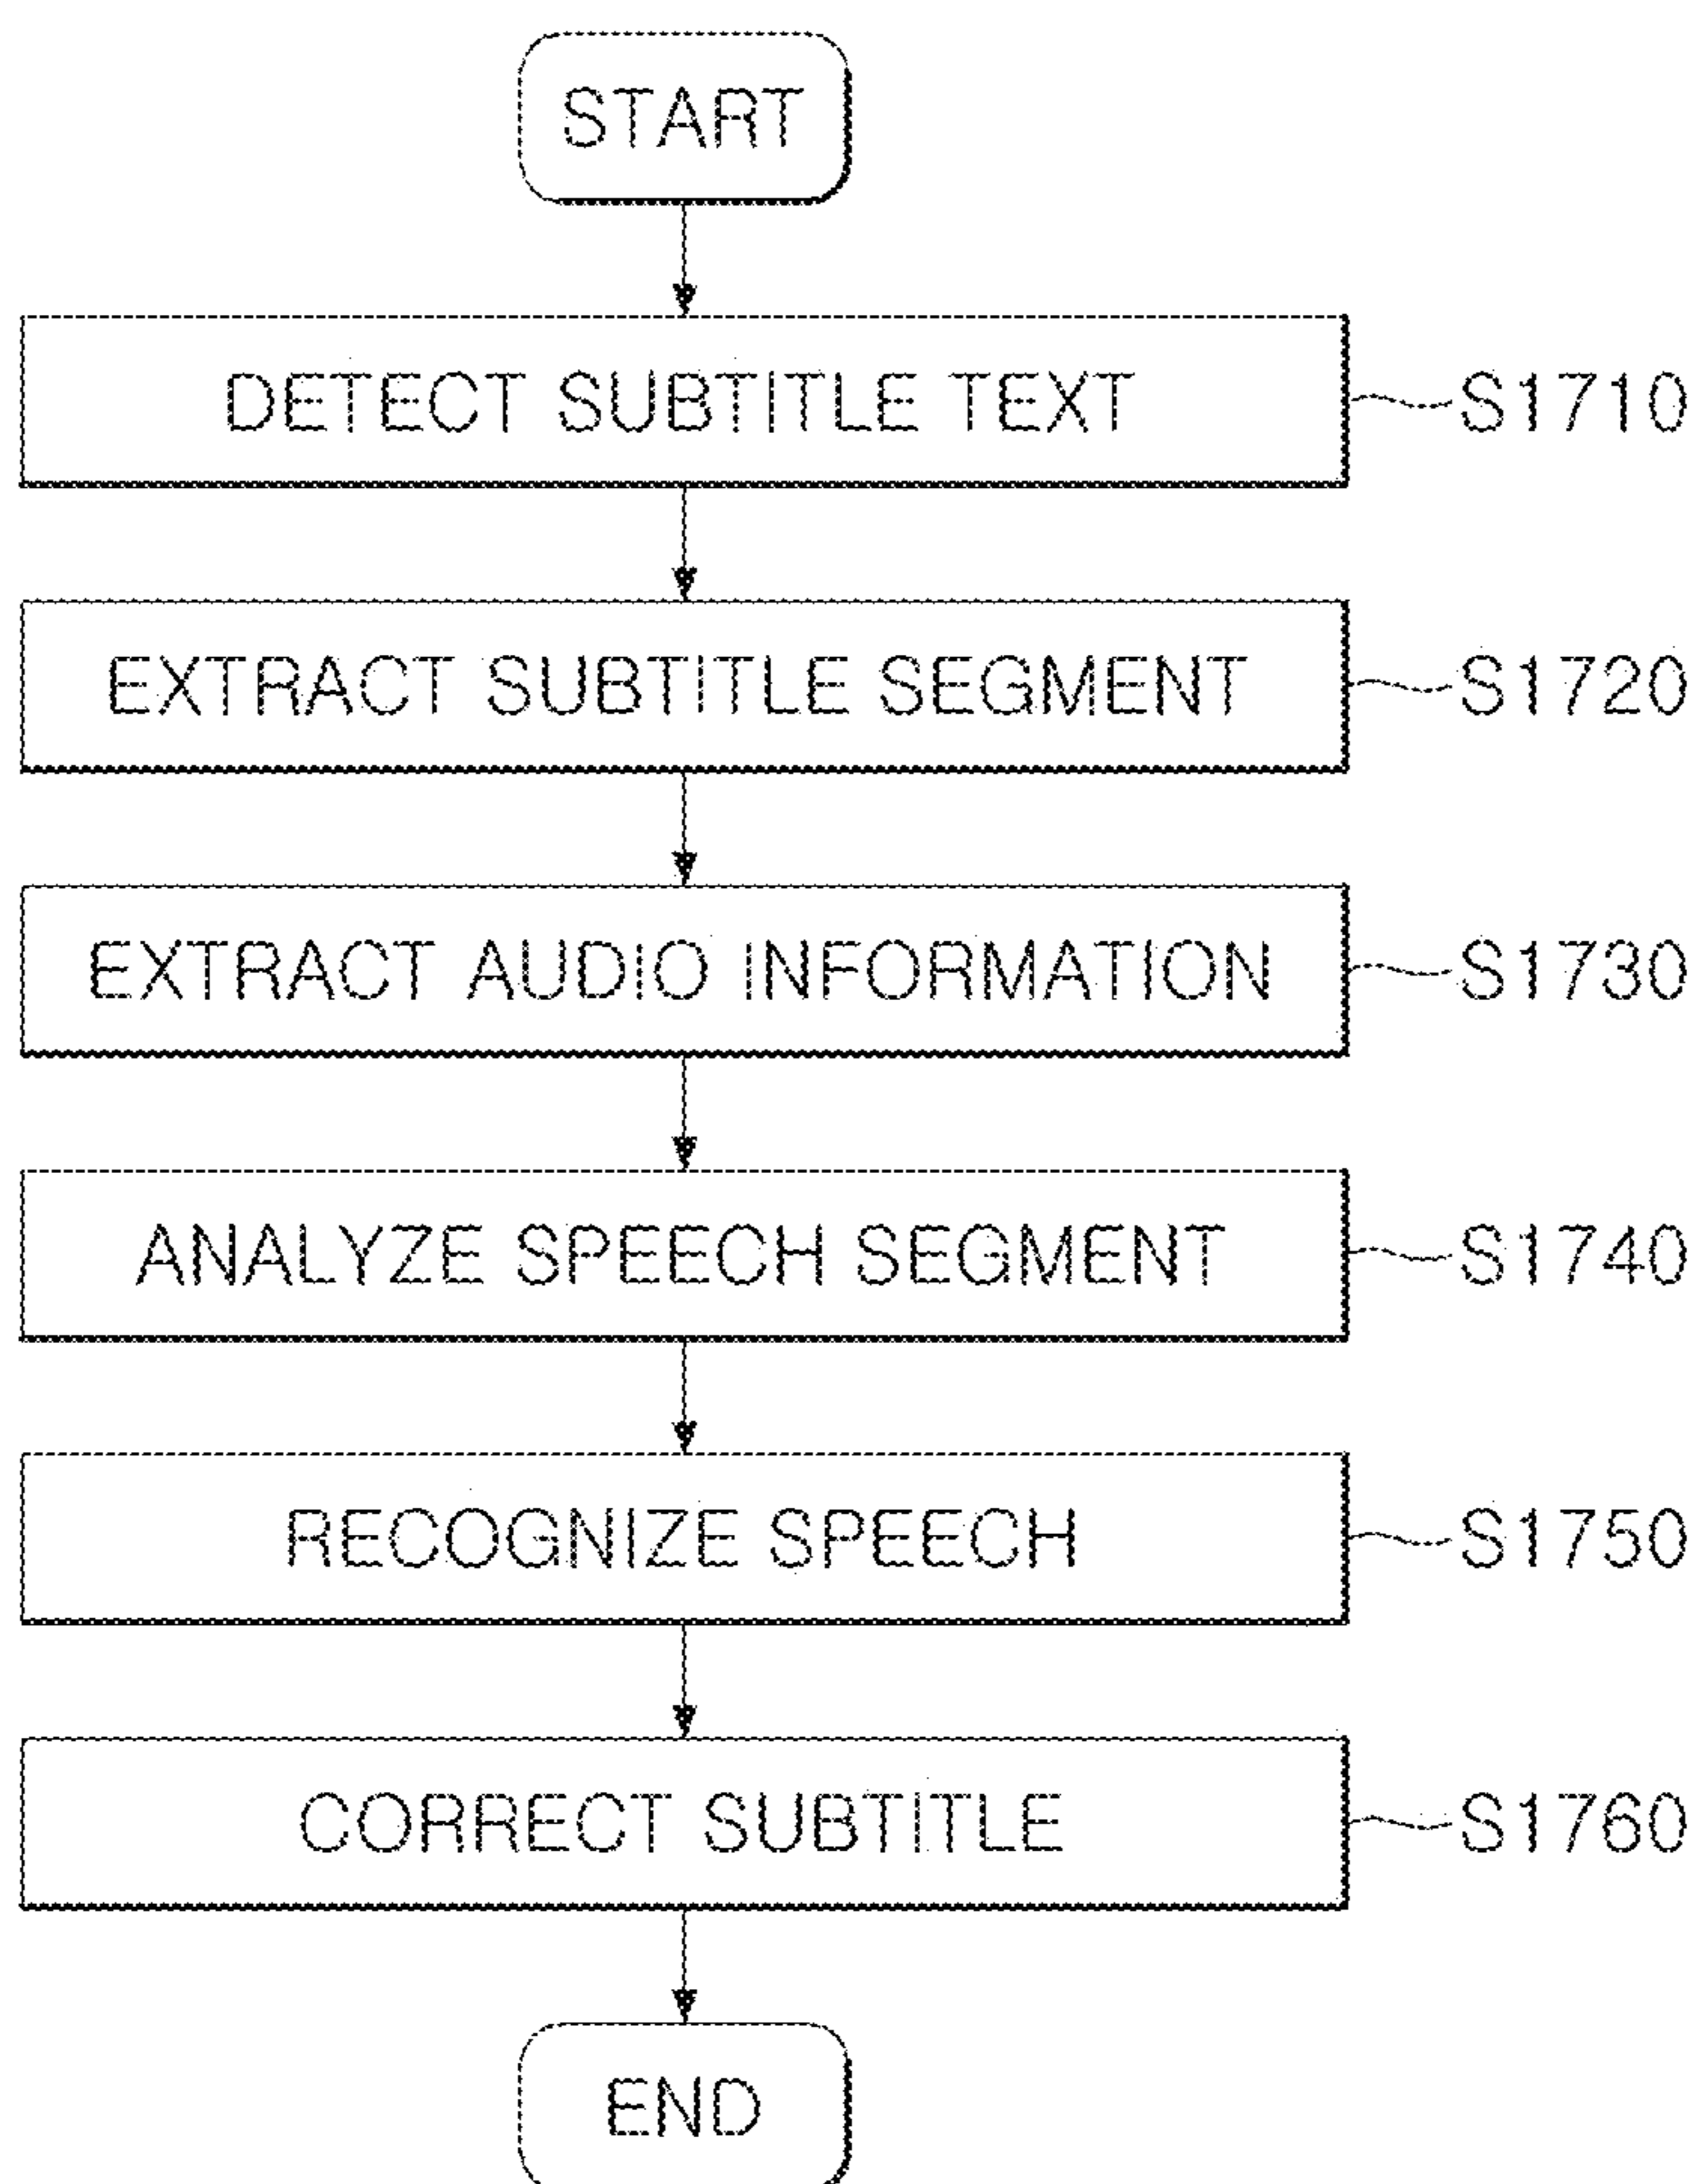 START
DETECT SUBTITLE TEXT S1710
EXTRACT SUBTITLE SEGMENT S1720
EXTRACT AUDIO INFORMATION S1730
ANALYZE SPEECH SEGMENT S1740
RECOGNIZE SPEECH S1750
CORRECT SUBTITLE S1760
END